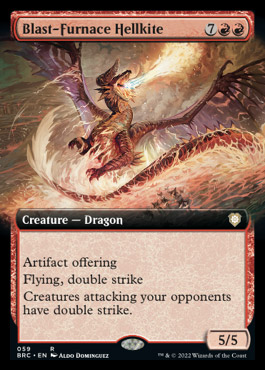 Blast-Furnace Hellkite 7
Creature — Dragon
Artifact offering
Flying, double strike
Creatures attacking your opponents
have double strike.
5/5
059 R
BRC • EN Aldo Dominguez
™ & © 2022 Wizards of the Coast